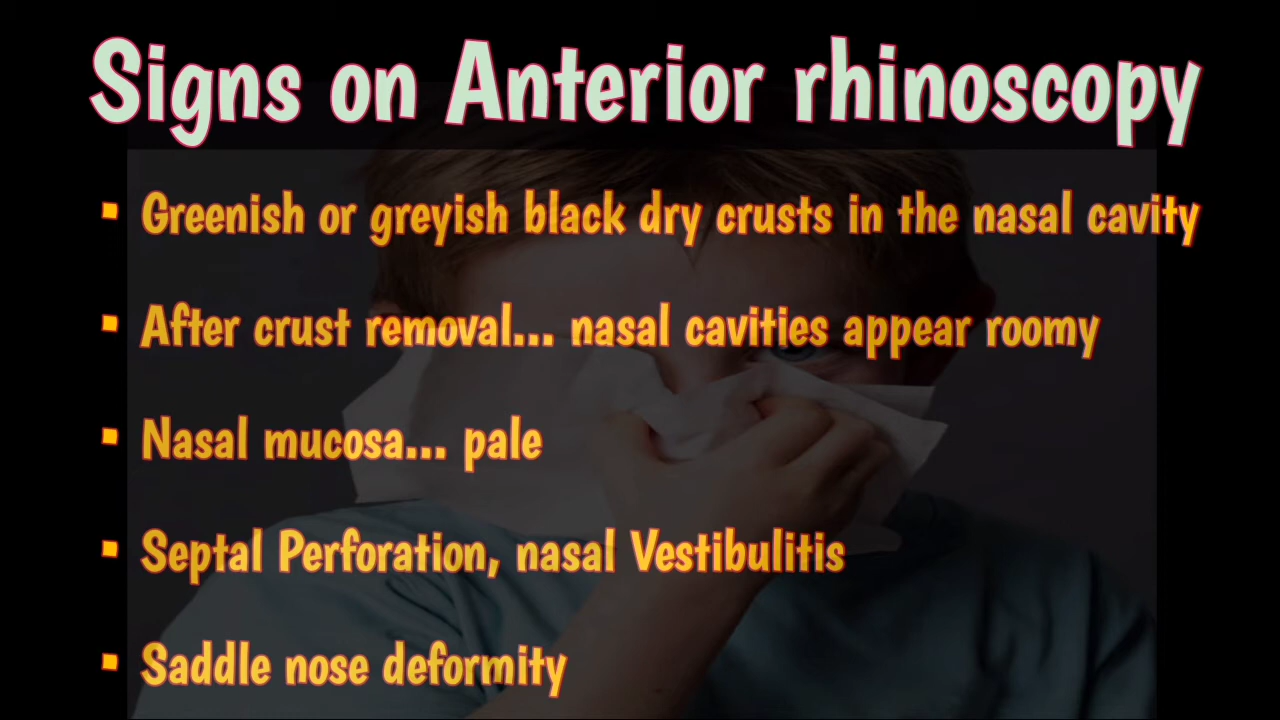 Signs on Anterior rhinoscopy
▪ Greenish or greyish black dry crusts in the nasal cavity
▪ After crust removal... nasal cavities appear roomy
▪ Nasal mucosa... pale
▪ Septal Perforation, nasal Vestibulitis
▪ Saddle nose deformity